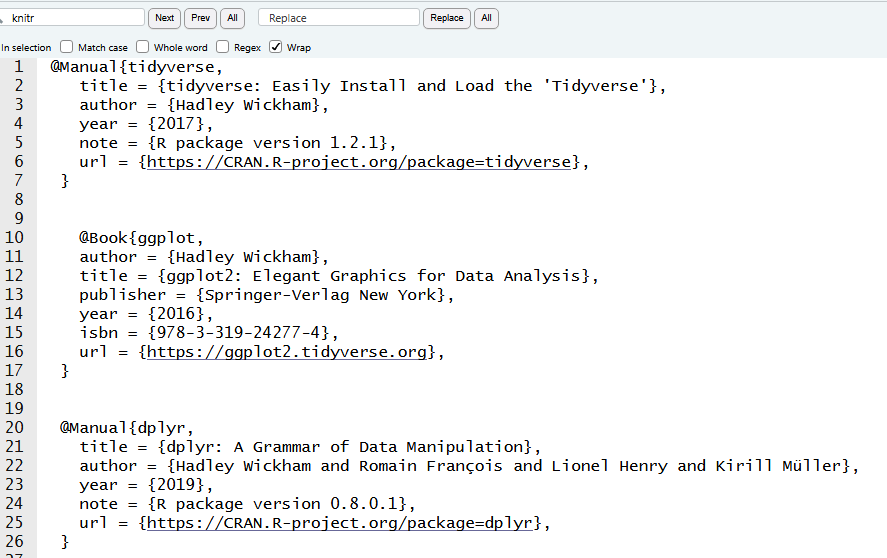 knitr Next Prev All Replace Replace All
In selection Match case Whole word Regex Wrap
1 @Manual{tidyverse,
2 title = {tidyverse: Easily Install and Load the 'Tidyverse'},
3 author = {Hadley Wickham},
4 year = {2017},
5 note = {R package version 1.2.1},
6 url = {https://CRAN.R-project.org/package=tidyverse},
7 }
8
9
10 @Book{ggplot,
11 author = {Hadley Wickham},
12 title = {ggplot2: Elegant Graphics for Data Analysis},
13 publisher = {Springer-Verlag New York},
14 year = {2016},
15 isbn = {978-3-319-24277-4},
16 url = {https://ggplot2.tidyverse.org},
17 }
18
19
20 @Manual{dplyr,
21 title = {dplyr: A Grammar of Data Manipulation},
22 author = {Hadley Wickham and Romain François and Lionel Henry and Kirill Müller},
23 year = {2019},
24 note = {R package version 0.8.0.1},
25 url = {https://CRAN.R-project.org/package=dplyr},
26 }